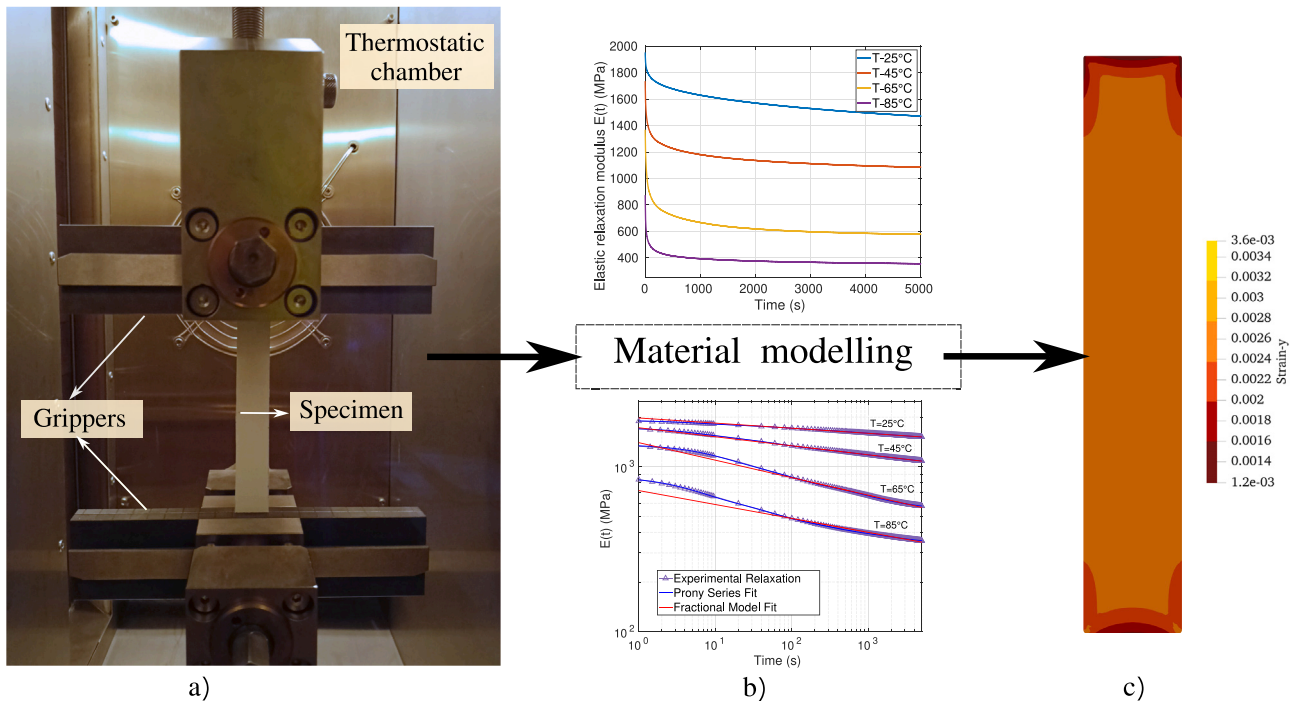 Thermostatic
chamber
Grippers
Specimen
a)
Elastic relaxation modulus E(t) (MPa)
2000
1800
1600
1400
1200
1000
800
600
400
T-25°C
T-45°C
T-65°C
T-85°C
0 1000 2000 3000 4000 5000
Time (s)
Material modelling
E(t) (MPa)
10³
10²
T=25°C
T=45°C
T=65°C
T=85°C
Experimental Relaxation
Prony Series Fit
Fractional Model Fit
10⁰ 10¹ 10² 10³
Time (s)
b)
3.6e-03
0.0034
0.0032
0.003
0.0028
0.0026
0.0024
0.0022
0.002
0.0018
0.0016
0.0014
1.2e-03
Strain-y
c)